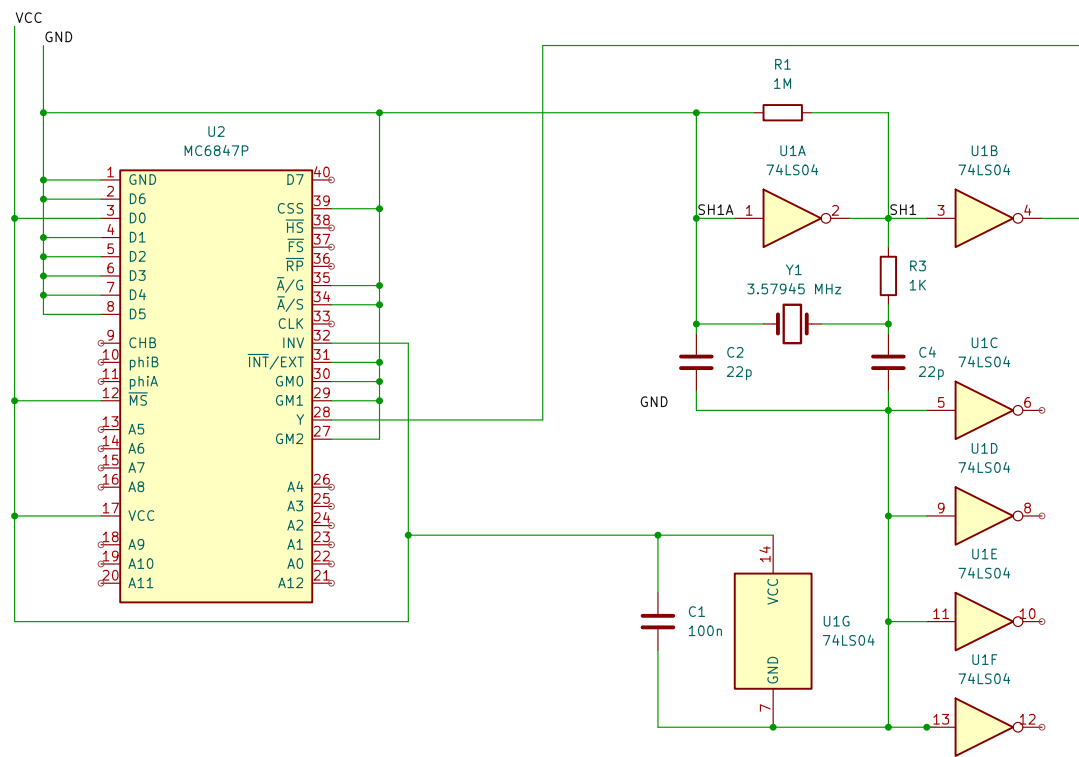 VCC
GND
R1
1M
U2
MC6847P
U1A
74LS04
U1B
74LS04
1 GND
2 D6
3 D0
4 D1
5 D2
6 D3
7 D4
8 D5
9 CHB
10 phiB
11 phiA
12 MS
13 A5
14 A6
15 A7
16 A8
17 VCC
18 A9
19 A10
20 A11
D7 40
CSS 39
HS 38
FS 37
RP 36
A/G 35
A/S 34
CLK 33
INV 32
INT/EXT 31
GM0 30
GM1 29
Y 28
GM2 27
A4 26
A3 25
A2 24
A1 23
A0 22
A12 21
SH1A 1 2 SH1 3 4
Y1
3.57945 MHz
R3
1K
C2
22p
C4
22p
GND
U1C
74LS04
5 6
U1D
74LS04
9 8
U1E
74LS04
11 10
U1F
74LS04
13 12
C1
100n
14
VCC
GND
7
U1G
74LS04